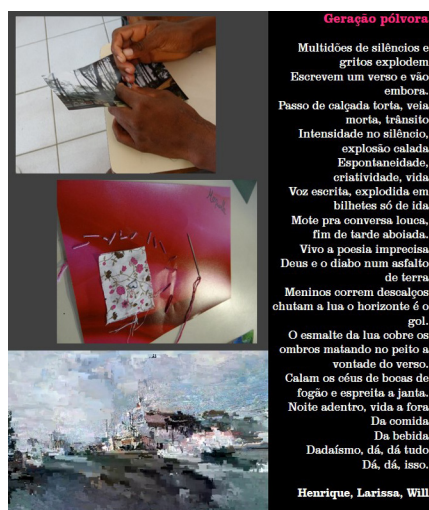 Geração pólvora
Multidões de silêncios e
gritos explodem
Escrevem um verso e vão
embora.
Passo de calçada torta, veia
morta, trânsito
Intensidade no silêncio,
explosão calada
Espontaneidade,
criatividade, vida
Voz escrita, explodida em
bilhetes só de ida
Mote pra conversa louca,
fim de tarde aboiada.
Vivo a poesia imprecisa
Deus e o diabo num asfalto
de terra
Meninos correm descalços
chutam a lua o horizonte é o
gol.
O esmalte da lua cobre os
ombros matando no peito a
vontade do verso.
Calam os céus de bocas de
fogão e espreita a janta.
Noite adentro, vida a fora
Da comida
Da bebida
Dadaísmo, dá, dá tudo
Dá, dá, isso.
Henrique, Larissa, Will